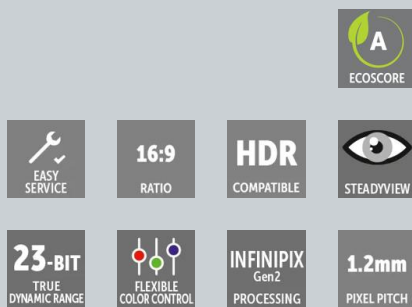 A
ECOSCORE
EASY
SERVICE
16:9
RATIO
HDR
COMPATIBLE
STEADYVIEW
23-BIT
TRUE
DYNAMIC RANGE
FLEXIBLE
COLOR CONTROL
INFINIPIX
Gen2
PROCESSING
1.2mm
PIXEL PITCH